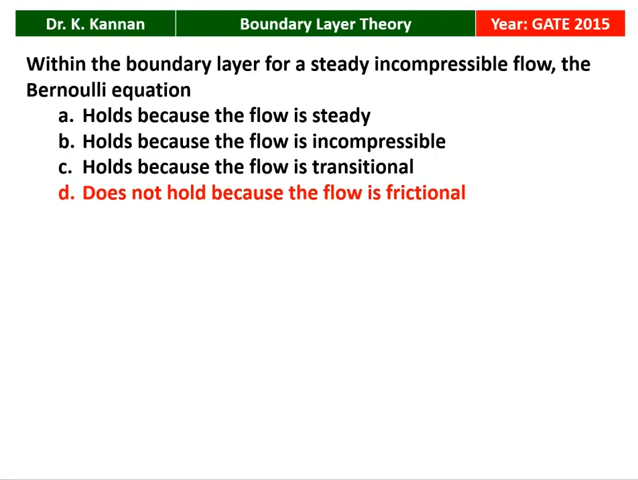 Dr. K. Kannan
Boundary Layer Theory
Year: GATE 2015
Within the boundary layer for a steady incompressible flow, the
Bernoulli equation
a. Holds because the flow is steady
b. Holds because the flow is incompressible
c. Holds because the flow is transitional
d. Does not hold because the flow is frictional